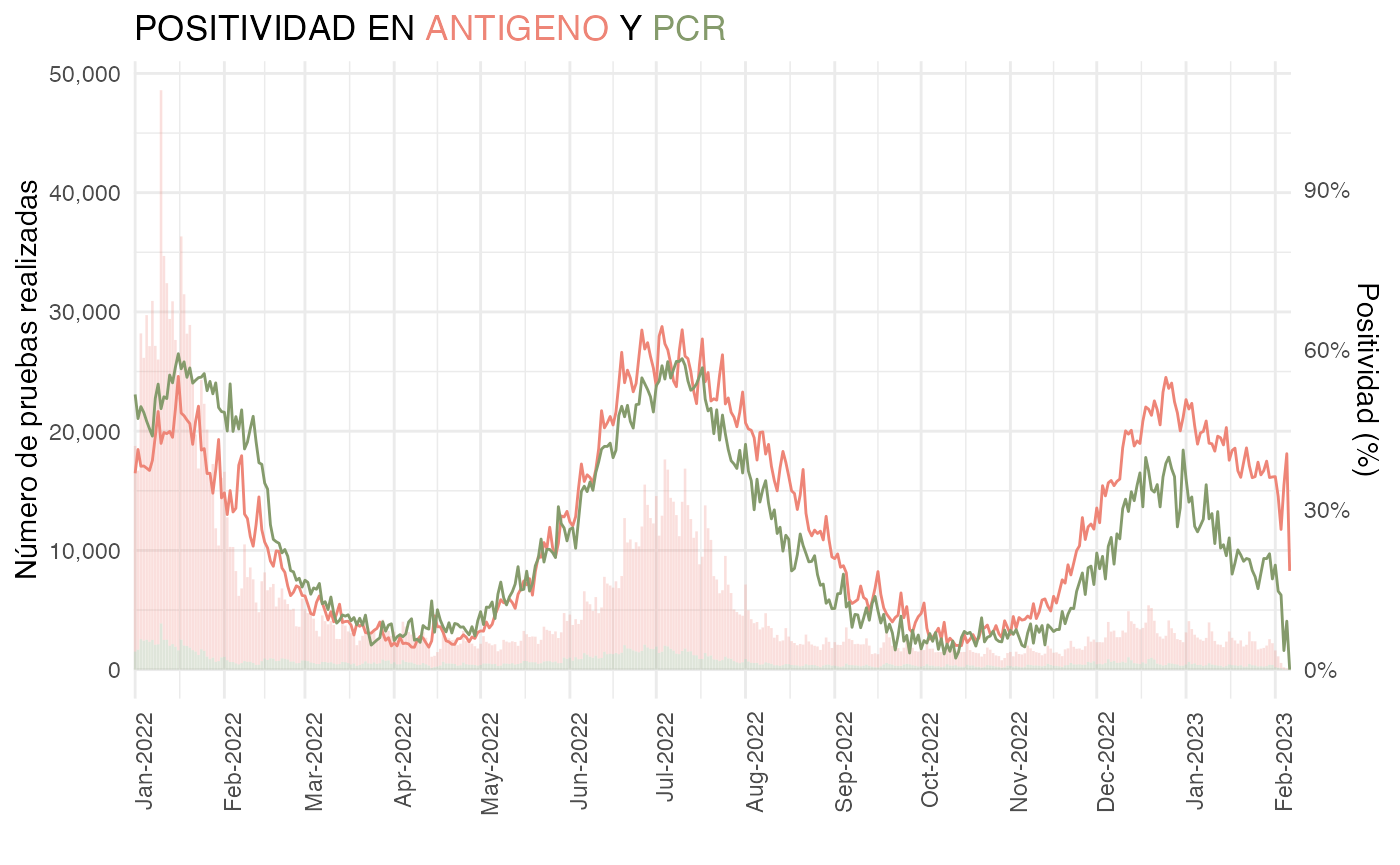 POSITIVIDAD EN ANTIGENO Y PCR
Número de pruebas realizadas
50,000
40,000
30,000
20,000
10,000
0
90%
60%
30%
0%
Positividad (%)
Jan-2022
Feb-2022
Mar-2022
Apr-2022
May-2022
Jun-2022
Jul-2022
Aug-2022
Sep-2022
Oct-2022
Nov-2022
Dec-2022
Jan-2023
Feb-2023